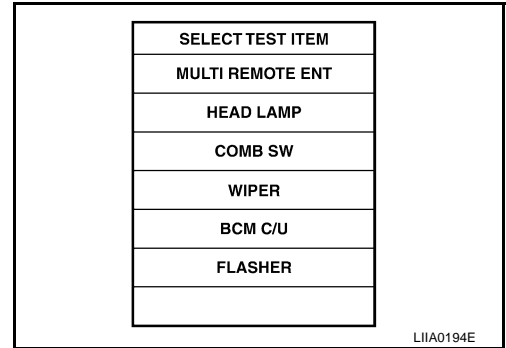 SELECT TEST ITEM
MULTI REMOTE ENT
HEAD LAMP
COMB SW
WIPER
BCM C/U
FLASHER
LIIA0194E